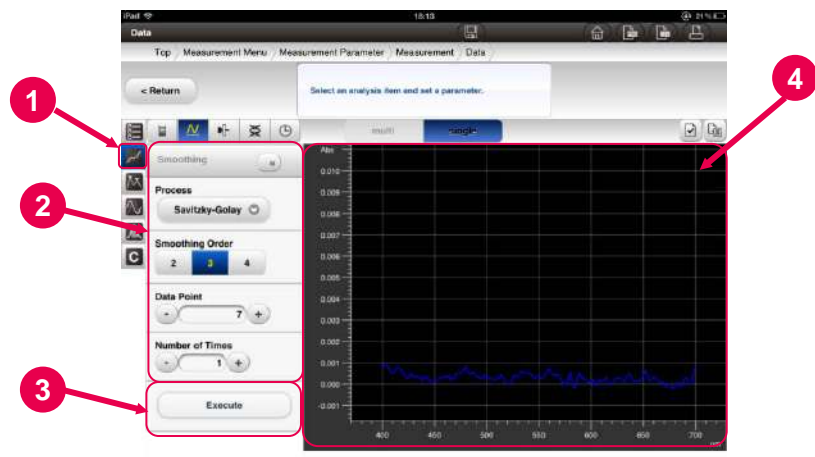 iPad
15:13
21%
Data
Top Measurement Menu Measurement Parameter Measurement Data
< Return
Select an analysis item and set a parameter.
multi single
1
2
3
4
Smoothing
Process
Savitzky-Golay
Smoothing Order
2 3 4
Data Point
- 7 +
Number of Times
- 1 +
Execute
C
Abs
0.010
0.009
0.008
0.007
0.006
0.005
0.004
0.003
0.002
0.001
0.000
-0.001
400 450 500 550 600 650 700
nm